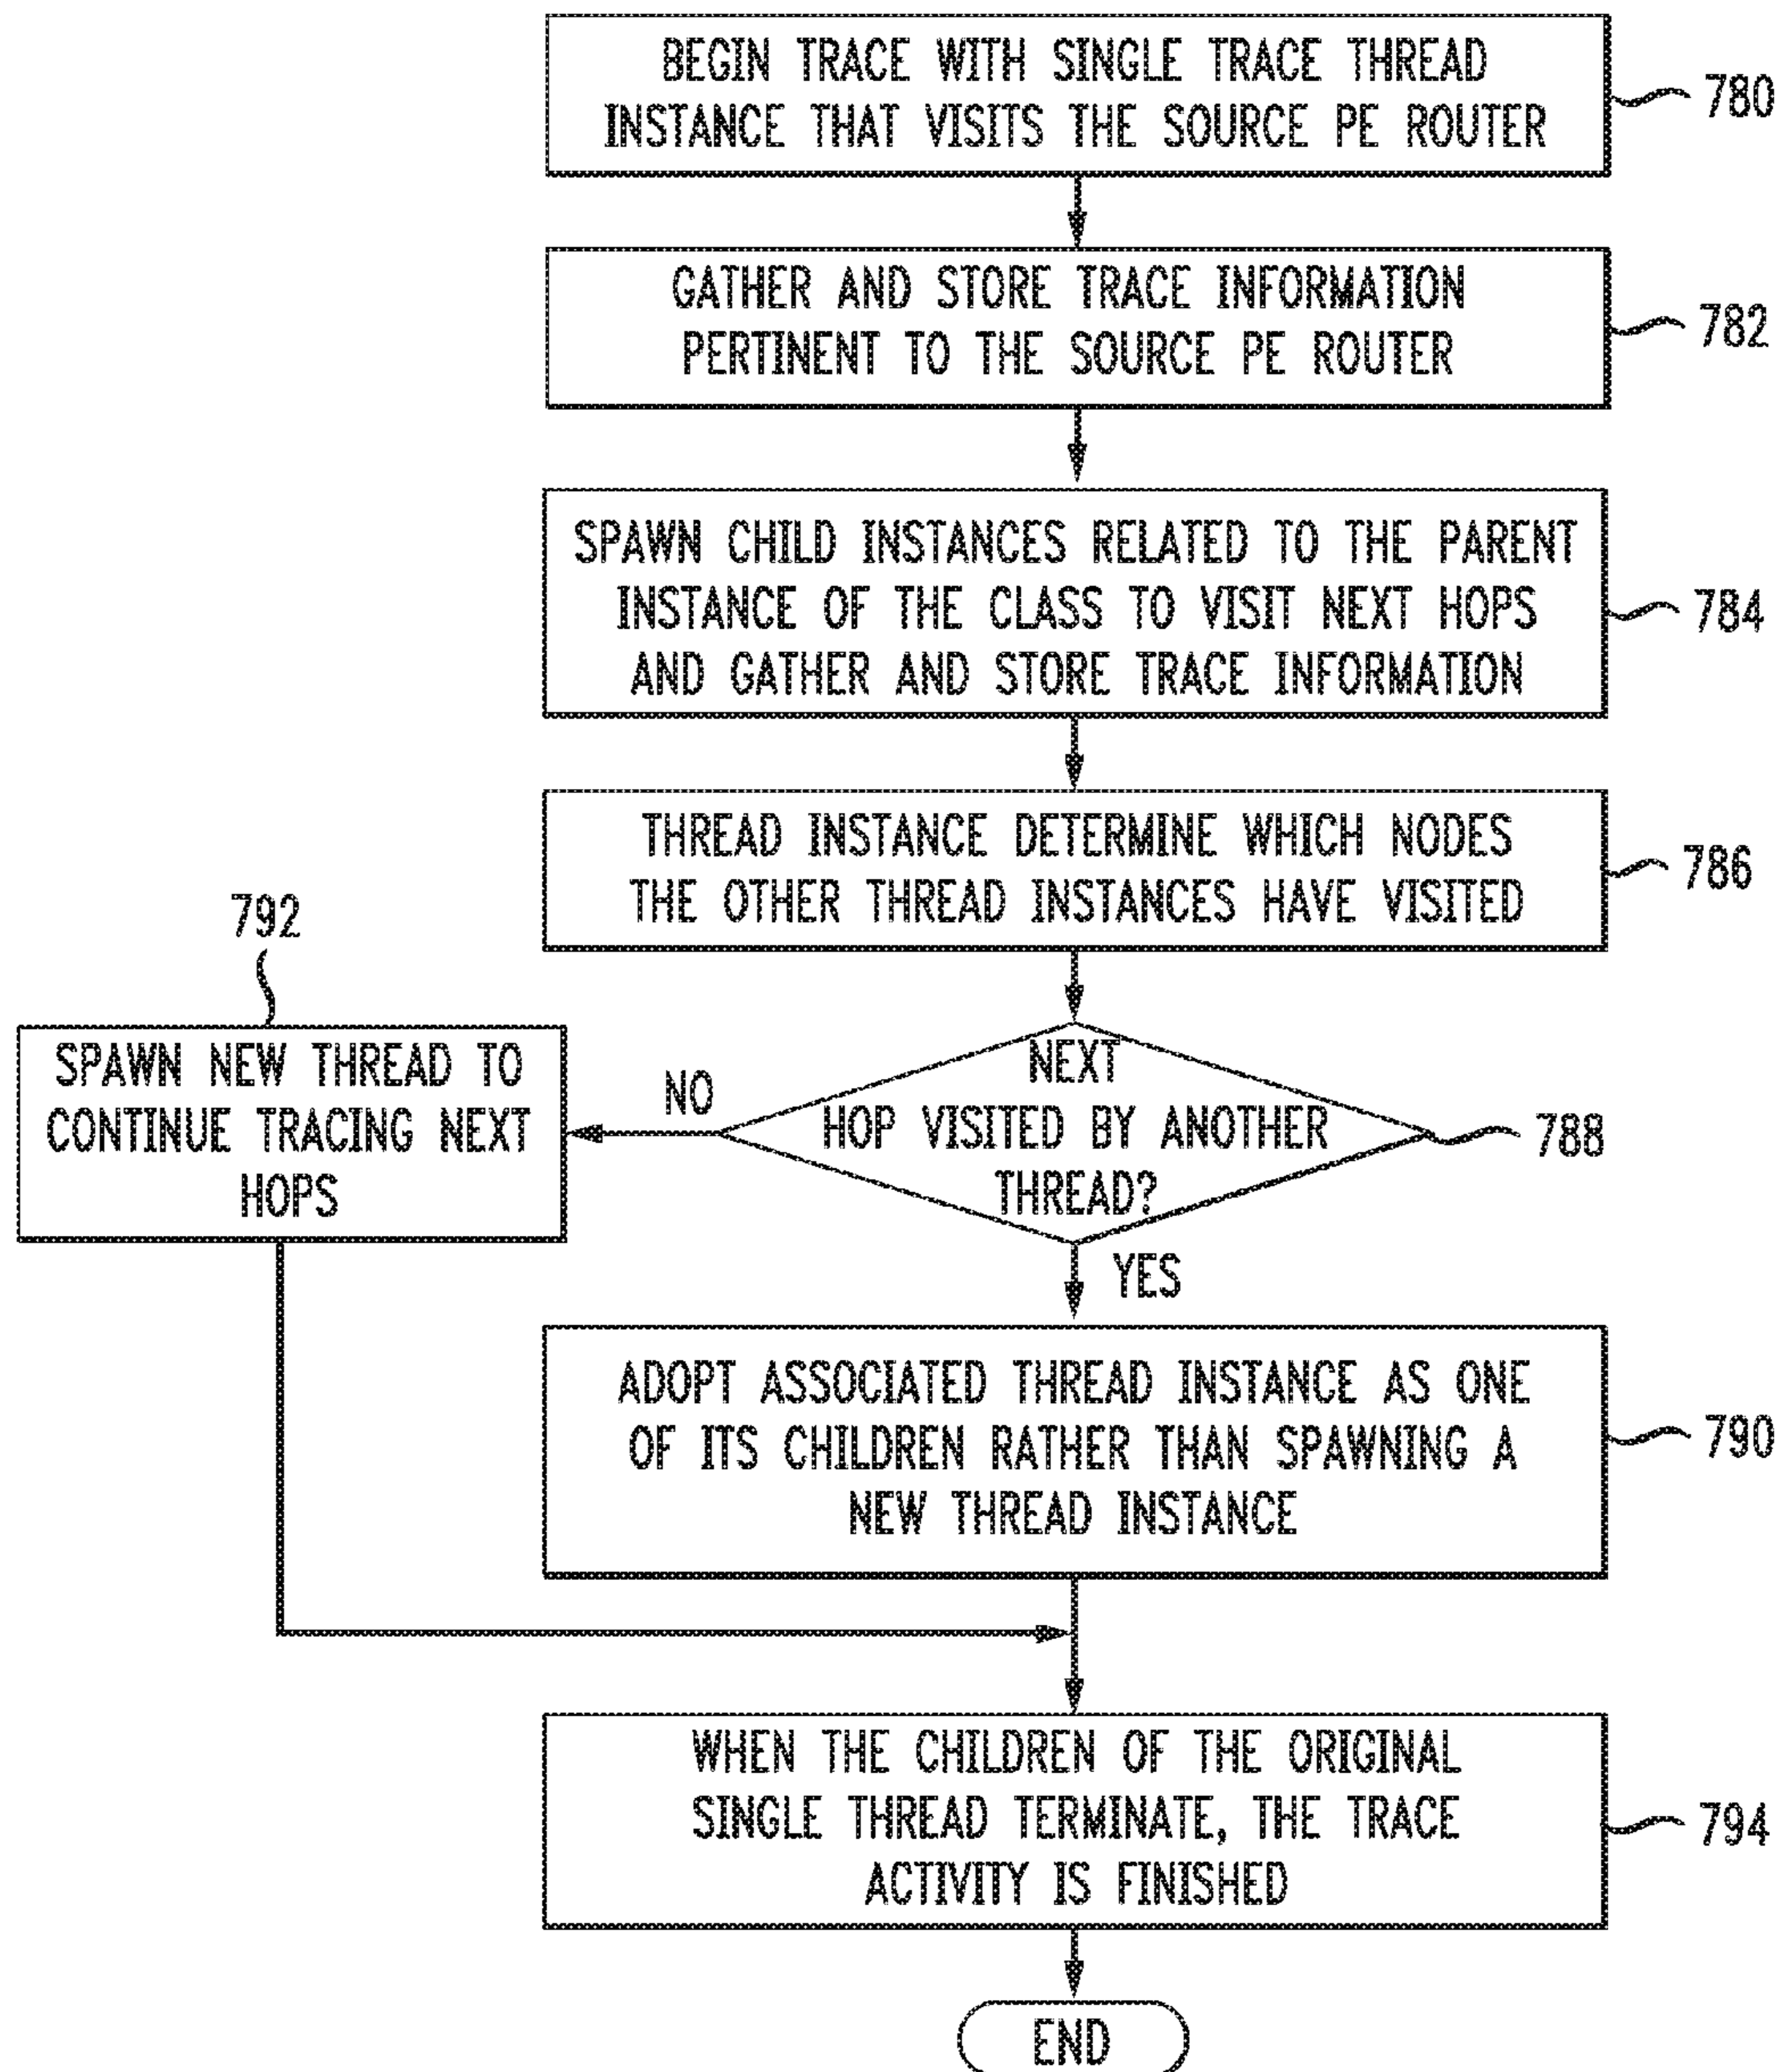 BEGIN TRACE WITH SINGLE TRACE THREAD
INSTANCE THAT VISITS THE SOURCE PE ROUTER
780
GATHER AND STORE TRACE INFORMATION
PERTINENT TO THE SOURCE PE ROUTER
782
SPAWN CHILD INSTANCES RELATED TO THE PARENT
INSTANCE OF THE CLASS TO VISIT NEXT HOPS
AND GATHER AND STORE TRACE INFORMATION
784
THREAD INSTANCE DETERMINE WHICH NODES
THE OTHER THREAD INSTANCES HAVE VISITED
786
NEXT
HOP VISITED BY ANOTHER
THREAD?
788
NO
792
SPAWN NEW THREAD TO
CONTINUE TRACING NEXT
HOPS
YES
ADOPT ASSOCIATED THREAD INSTANCE AS ONE
OF ITS CHILDREN RATHER THAN SPAWNING A
NEW THREAD INSTANCE
790
WHEN THE CHILDREN OF THE ORIGINAL
SINGLE THREAD TERMINATE, THE TRACE
ACTIVITY IS FINISHED
794
END